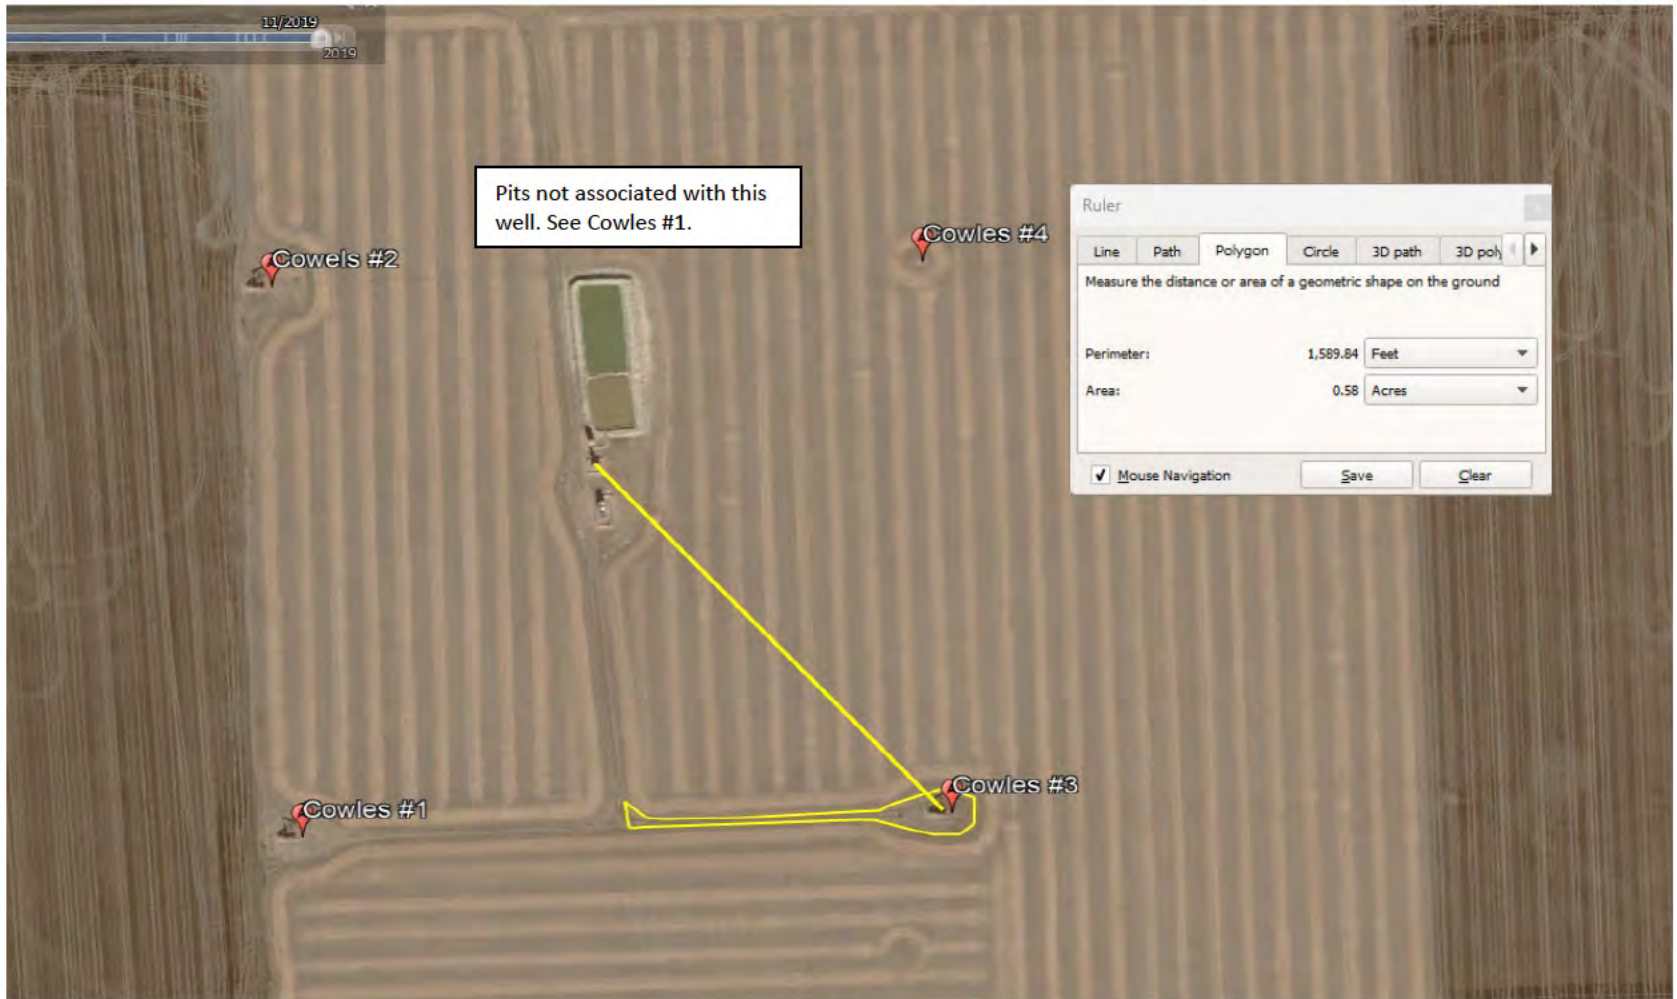 11/2019
2019
Pits not associated with this
well. See Cowles #1.
Cowels #2
Cowles #4
Ruler
Line Path Polygon Circle 3D path 3D poly
Measure the distance or area of a geometric shape on the ground
Perimeter: 1,589.84 Feet
Area: 0.58 Acres
Mouse Navigation Save Clear
Cowles #3
Cowles #1